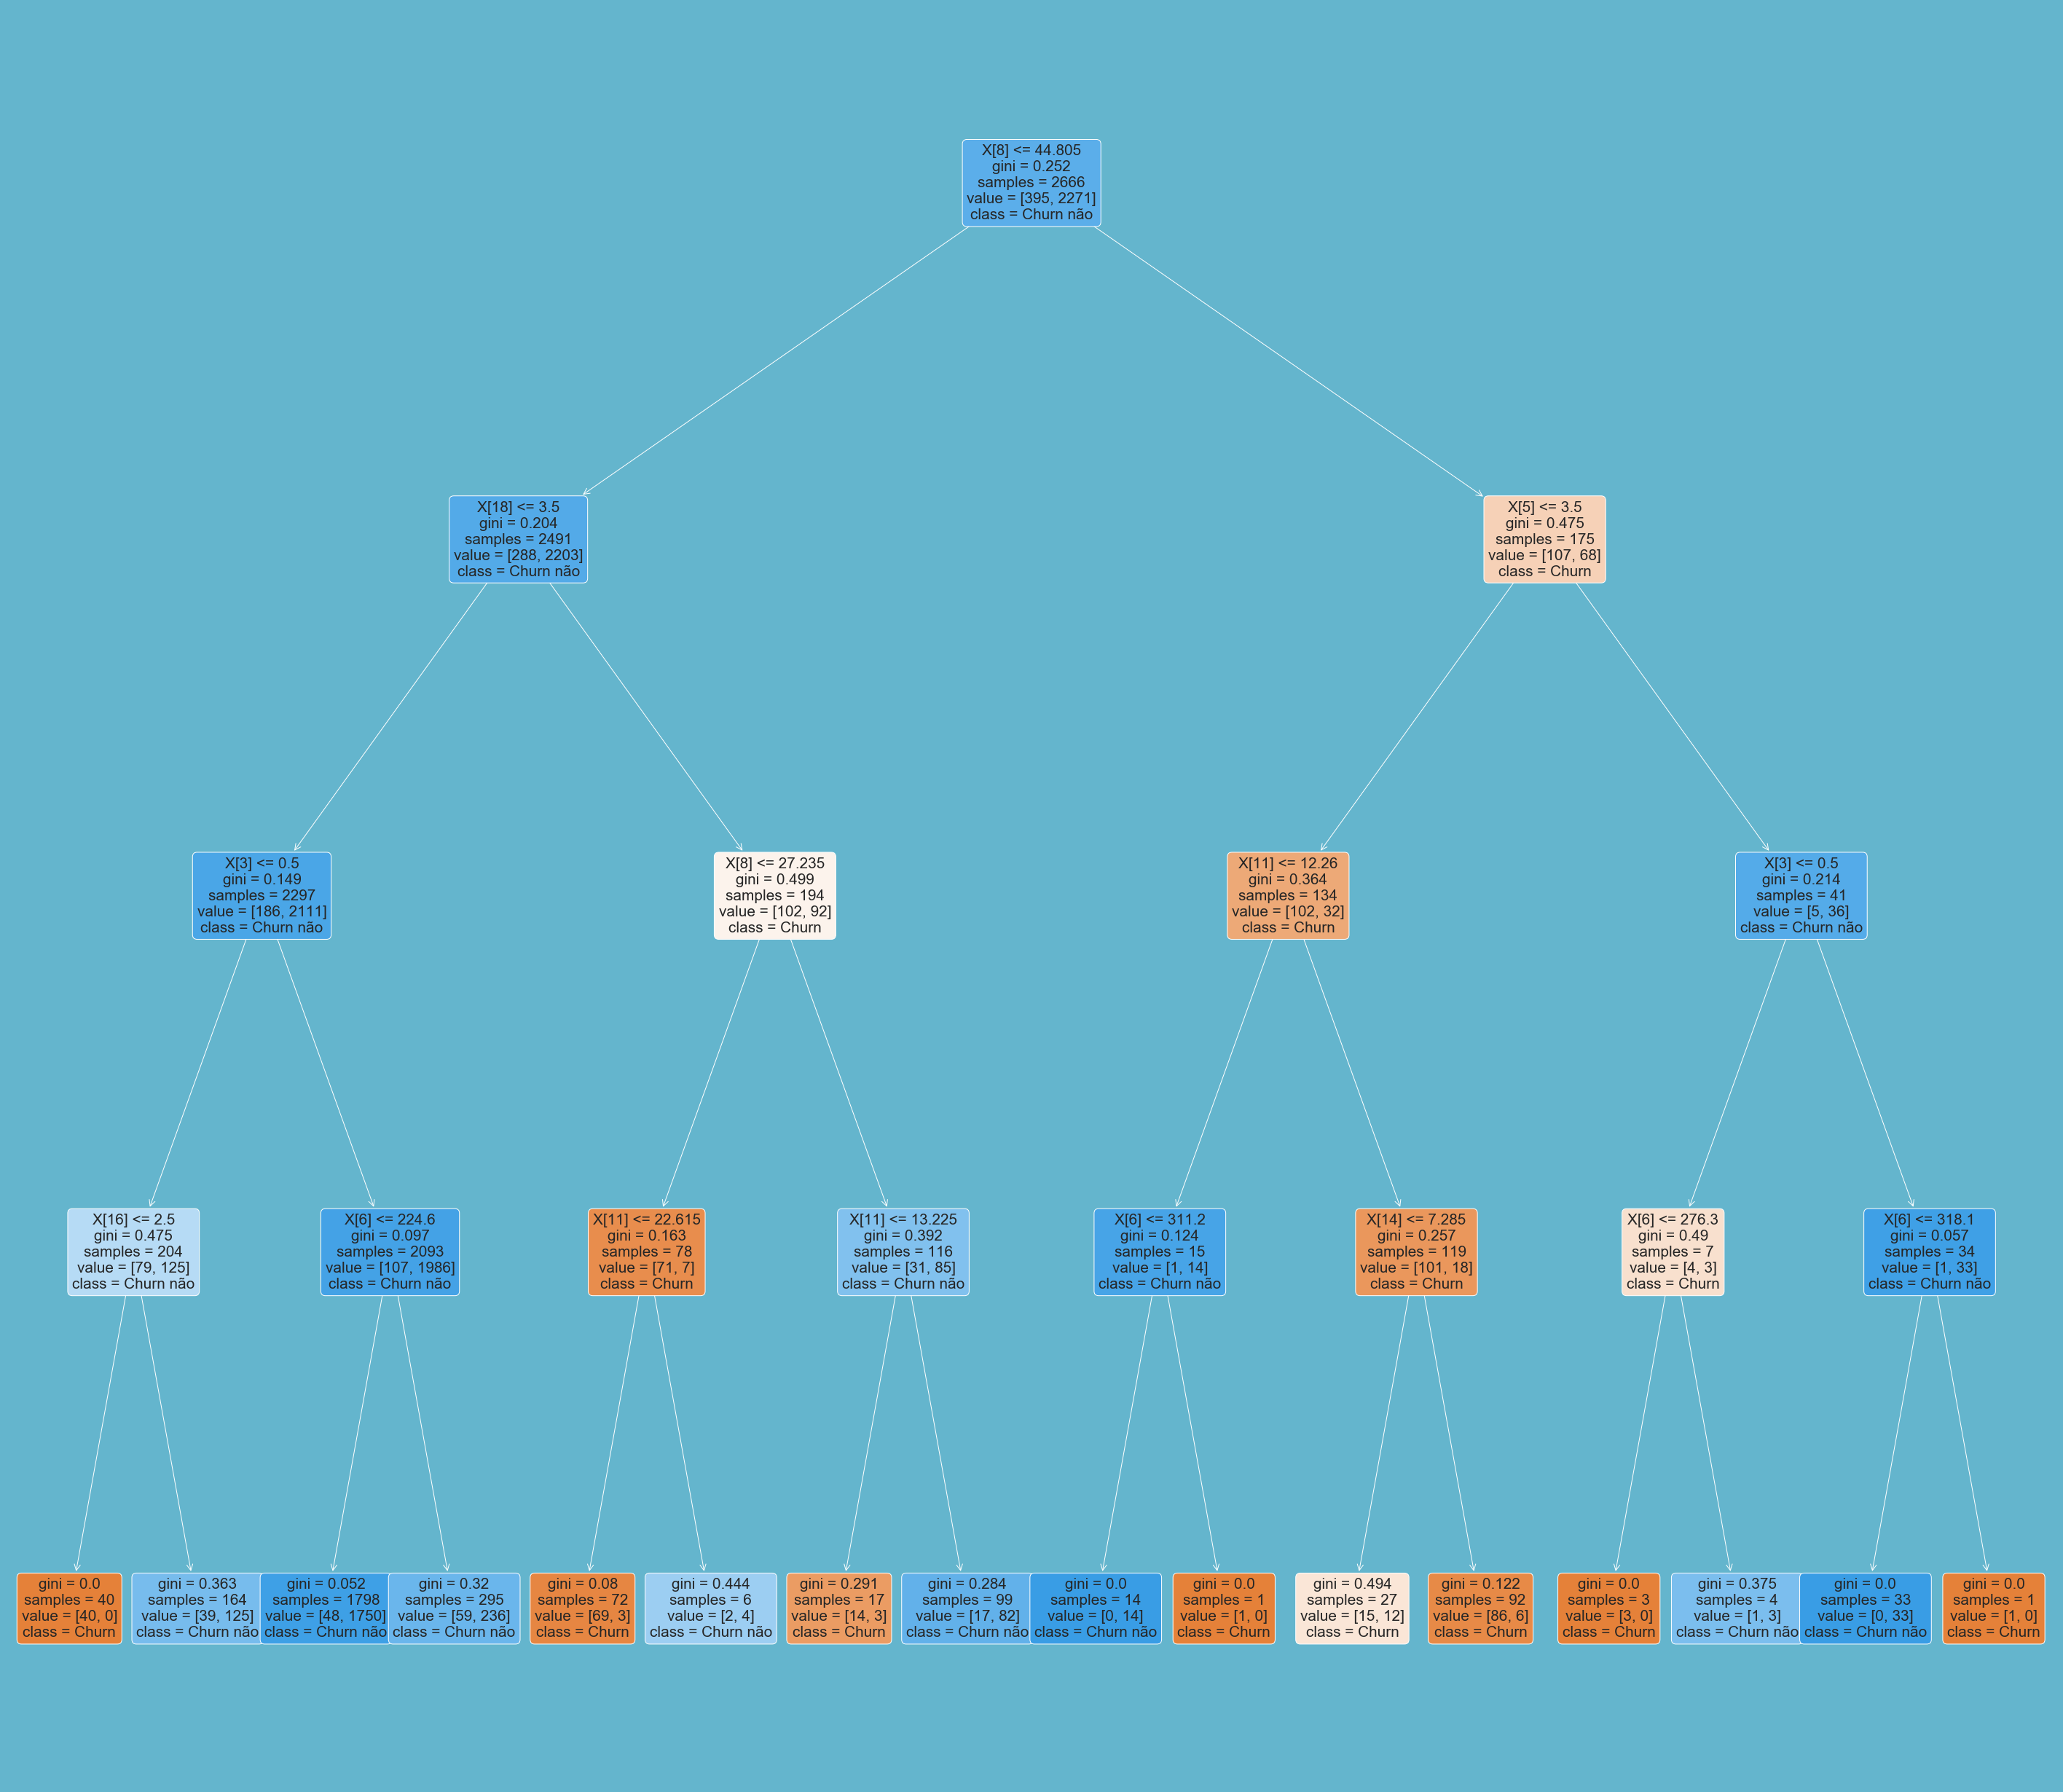 X[8] <= 44.805
gini = 0.252
samples = 2666
value = [395, 2271]
class = Churn não
X[18] <= 3.5
gini = 0.204
samples = 2491
value = [288, 2203]
class = Churn não
X[5] <= 3.5
gini = 0.475
samples = 175
value = [107, 68]
class = Churn
X[3] <= 0.5
gini = 0.149
samples = 2297
value = [186, 2111]
class = Churn não
X[8] <= 27.235
gini = 0.499
samples = 194
value = [102, 92]
class = Churn
X[11] <= 12.26
gini = 0.364
samples = 134
value = [102, 32]
class = Churn
X[3] <= 0.5
gini = 0.214
samples = 41
value = [5, 36]
class = Churn não
X[16] <= 2.5
gini = 0.475
samples = 204
value = [79, 125]
class = Churn não
X[6] <= 224.6
gini = 0.097
samples = 2093
value = [107, 1986]
class = Churn não
X[11] <= 22.615
gini = 0.163
samples = 78
value = [71, 7]
class = Churn
X[11] <= 13.225
gini = 0.392
samples = 116
value = [31, 85]
class = Churn não
X[6] <= 311.2
gini = 0.124
samples = 15
value = [1, 14]
class = Churn não
X[14] <= 7.285
gini = 0.257
samples = 119
value = [101, 18]
class = Churn
X[6] <= 276.3
gini = 0.49
samples = 7
value = [4, 3]
class = Churn
X[6] <= 318.1
gini = 0.057
samples = 34
value = [1, 33]
class = Churn não
gini = 0.0
samples = 40
value = [40, 0]
class = Churn
gini = 0.363
samples = 164
value = [39, 125]
class = Churn não
gini = 0.052
samples = 1798
value = [48, 1750]
class = Churn não
gini = 0.32
samples = 295
value = [59, 236]
class = Churn não
gini = 0.08
samples = 72
value = [69, 3]
class = Churn
gini = 0.444
samples = 6
value = [2, 4]
class = Churn não
gini = 0.291
samples = 17
value = [14, 3]
class = Churn
gini = 0.284
samples = 99
value = [17, 82]
class = Churn não
gini = 0.0
samples = 14
value = [0, 14]
class = Churn não
gini = 0.0
samples = 1
value = [1, 0]
class = Churn
gini = 0.494
samples = 27
value = [15, 12]
class = Churn
gini = 0.122
samples = 92
value = [86, 6]
class = Churn
gini = 0.0
samples = 3
value = [3, 0]
class = Churn
gini = 0.375
samples = 4
value = [1, 3]
class = Churn não
gini = 0.0
samples = 33
value = [0, 33]
class = Churn não
gini = 0.0
samples = 1
value = [1, 0]
class = Churn